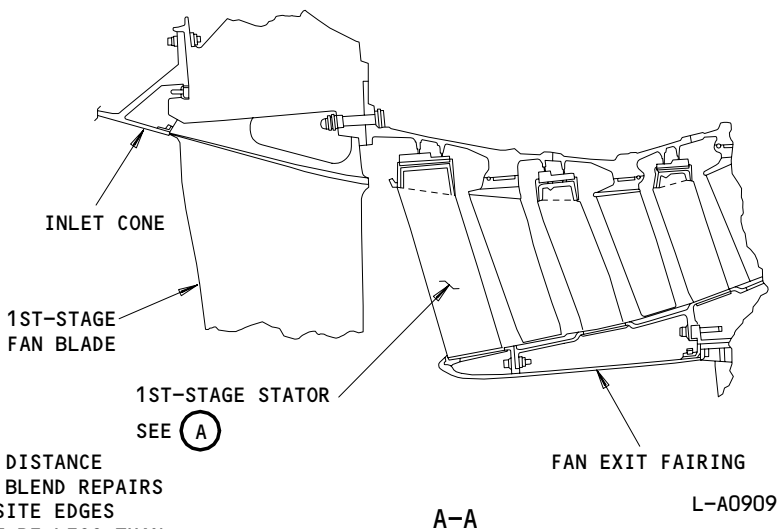 INLET CONE
1ST-STAGE
FAN BLADE
1ST-STAGE STATOR
SEE A
FAN EXIT FAIRING
DISTANCE
BLEND REPAIRS
SITE EDGES
L-A0909
A-A